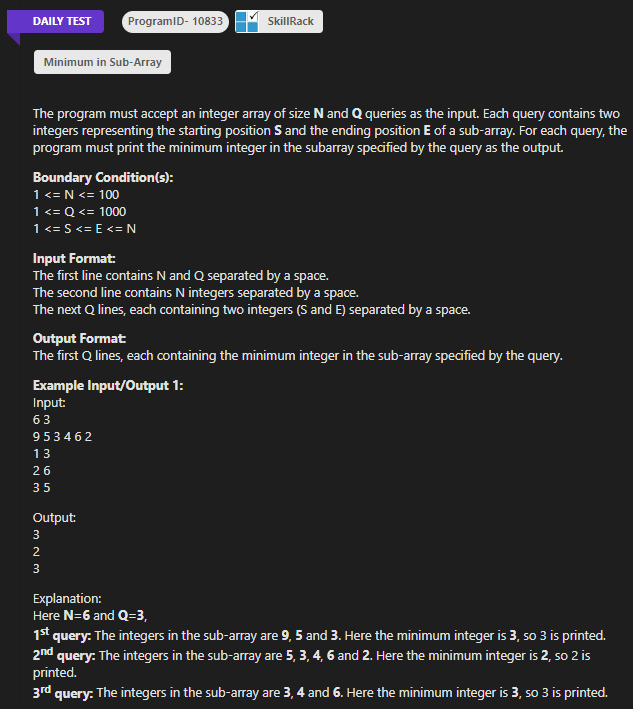 DAILY TEST
ProgramID- 10833
SkillRack
Minimum in Sub-Array
The program must accept an integer array of size N and Q queries as the input. Each query contains two
integers representing the starting position S and the ending position E of a sub-array. For each query, the
program must print the minimum integer in the subarray specified by the query as the output.
Boundary Condition(s):
1 <= N <= 100
1 <= Q <= 1000
1 <= S <= E <= N
Input Format:
The first line contains N and Q separated by a space.
The second line contains N integers separated by a space.
The next Q lines, each containing two integers (S and E) separated by a space.
Output Format:
The first Q lines, each containing the minimum integer in the sub-array specified by the query.
Example Input/Output 1:
Input:
6 3
9 5 3 4 6 2
1 3
2 6
3 5
Output:
3
2
3
Explanation:
Here N=6 and Q=3,
1st query: The integers in the sub-array are 9, 5 and 3. Here the minimum integer is 3, so 3 is printed.
2nd query: The integers in the sub-array are 5, 3, 4, 6 and 2. Here the minimum integer is 2, so 2 is
printed.
3rd query: The integers in the sub-array are 3, 4 and 6. Here the minimum integer is 3, so 3 is printed.